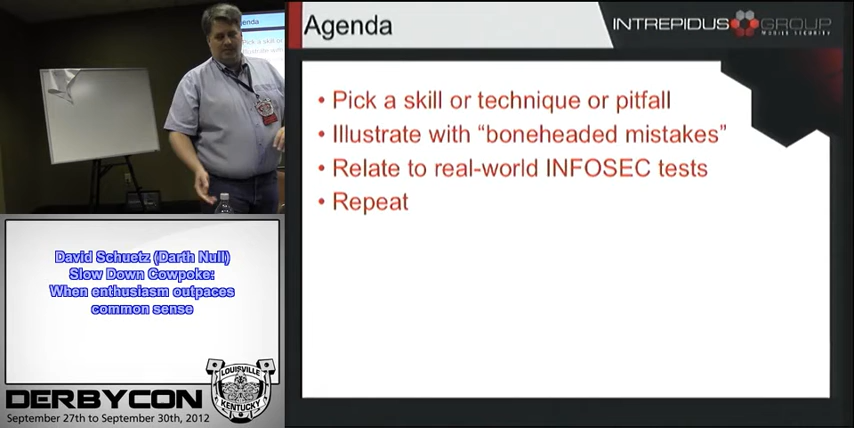 Agenda
INTREPIDUS GROUP
MOBILE SECURITY
• Pick a skill or technique or pitfall
• Illustrate with “boneheaded mistakes”
• Relate to real-world INFOSEC tests
• Repeat
David Schuetz (Darth Null)
Slow Down Cowpoke:
When enthusiasm outpaces
common sense
LOUISVILLE
KENTUCKY
DERBYCON
September 27th to September 30th, 2012